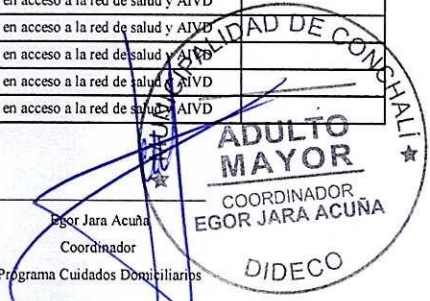 en acceso a la red de salud y AIVD
en acceso a la red de salud y AIVD
en acceso a la red de salud y AIVD
en acceso a la red de salud y AIVD
en acceso a la red de salud y AIVD
MUNICIPALIDAD DE CONCHALÍ
ADULTO
MAYOR
COORDINADOR
EGOR JARA ACUÑA
DIDECO
Egor Jara Acuña
Coordinador
Programa Cuidados Domiciliarios